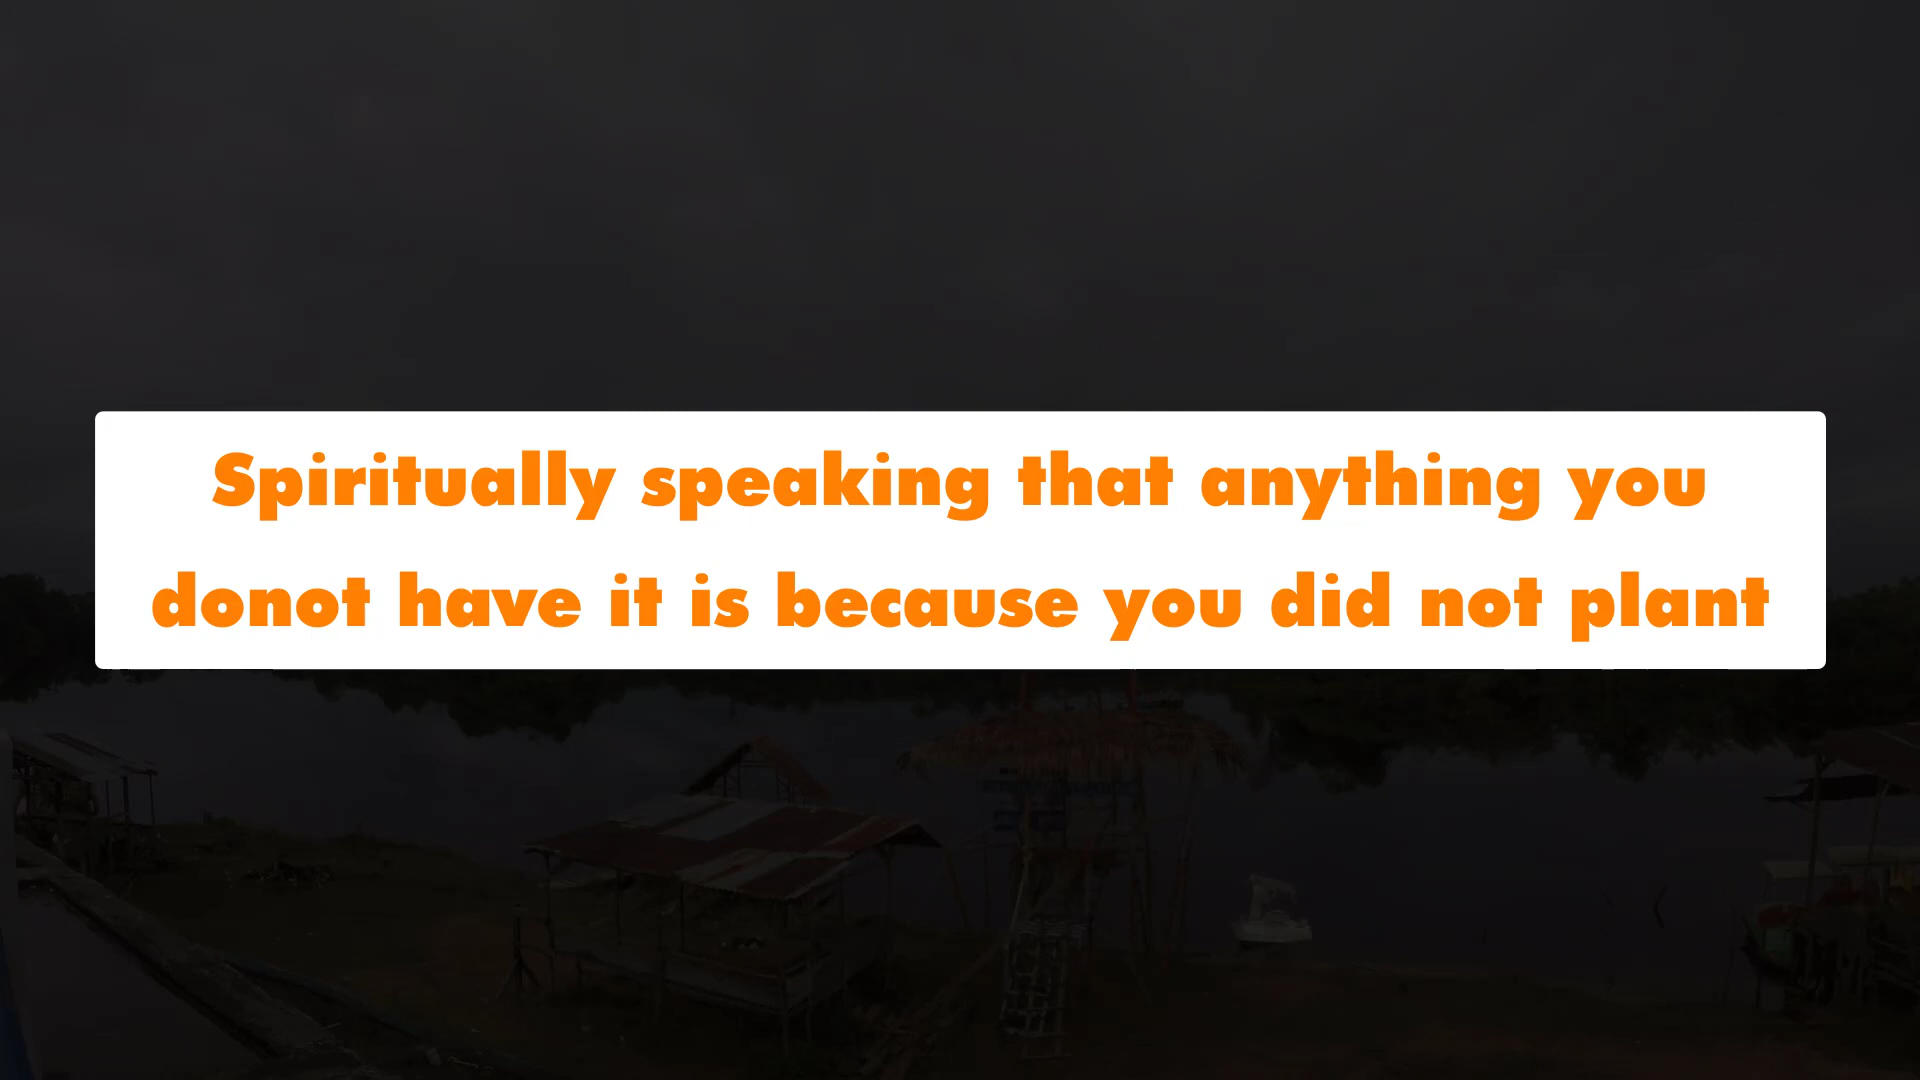 Spiritually speaking that anything you
donot have it is because you did not plant